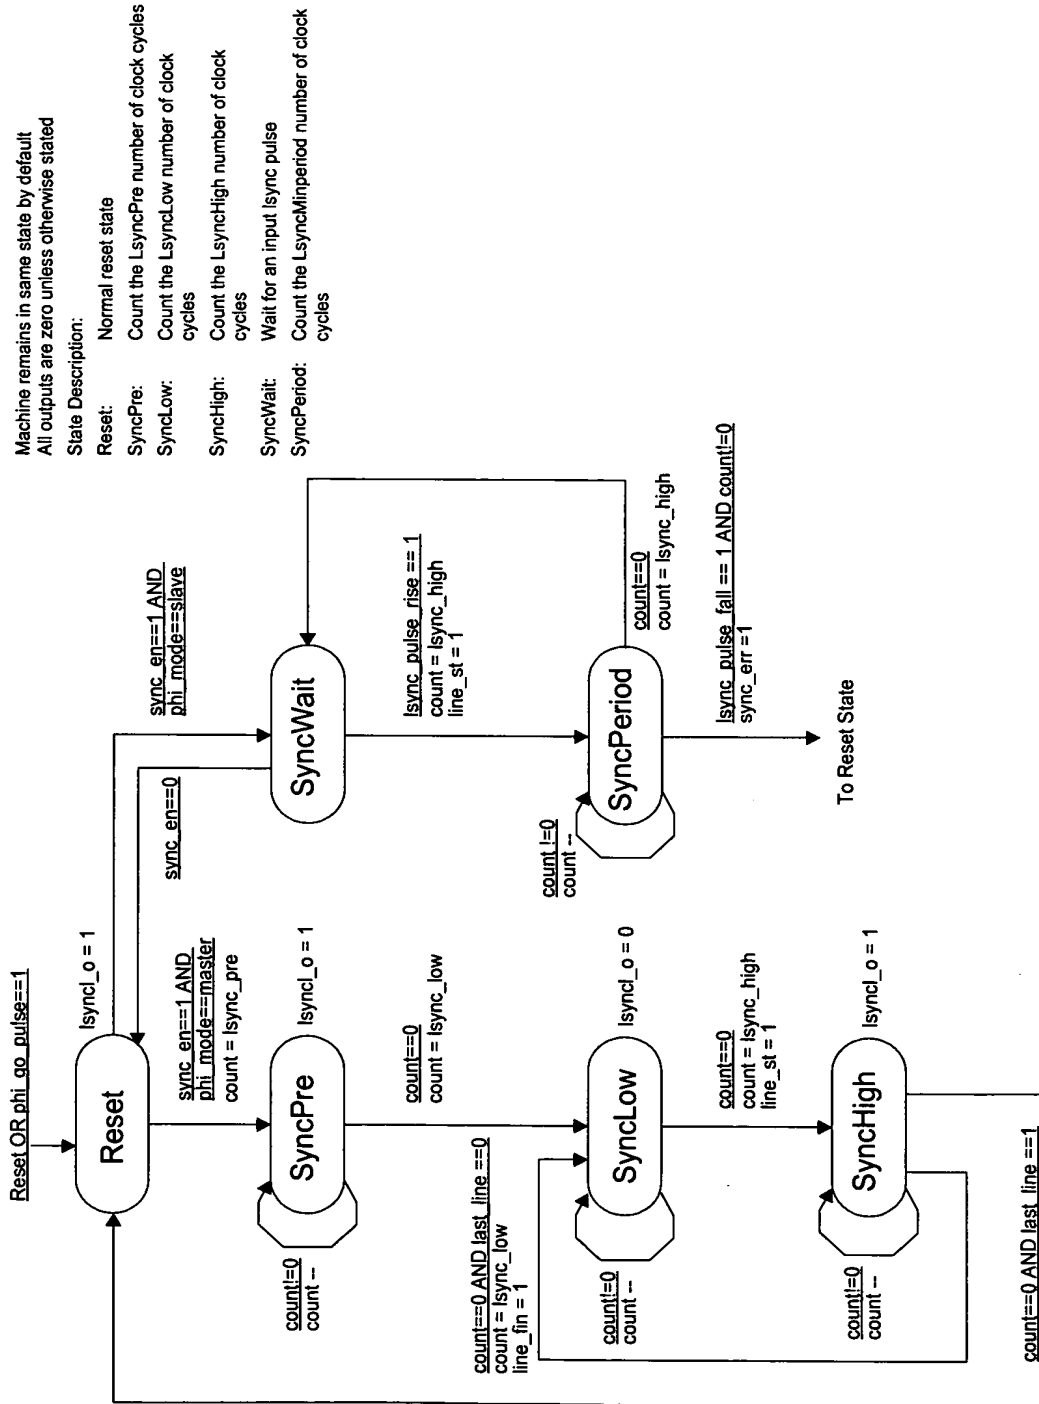 Machine remains in same state by default
All outputs are zero unless otherwise stated
State Description:
Reset: Normal reset state
SyncPre: Count the LsyncPre number of clock cycles
SyncLow: Count the LsyncLow number of clock
cycles
SyncHigh: Count the LsyncHigh number of clock
cycles
SyncWait: Wait for an input lsync pulse
SyncPeriod: Count the LsyncMinperiod number of clock
cycles
Reset OR phi_go_pulse==1
Reset
lsyncl_o = 1
sync_en==1 AND
phi_mode==slave
sync_en==0
SyncWait
sync_en==1 AND
phi_mode==master
count = lsync_pre
SyncPre
lsyncl_o = 1
count!=0
count --
lsync_pulse_rise == 1
count = lsync_high
line_st = 1
count==0
count = lsync_low
SyncPeriod
count !=0
count --
count==0
count = lsync_high
lsync_pulse_fall == 1 AND count!=0
sync_err =1
To Reset State
count==0 AND last_line ==0
count = lsync_low
line_fin = 1
SyncLow
lsyncl_o = 0
count!=0
count --
count==0
count = lsync_high
line_st = 1
SyncHigh
lsyncl_o = 1
count!=0
count --
count==0 AND last_line ==1